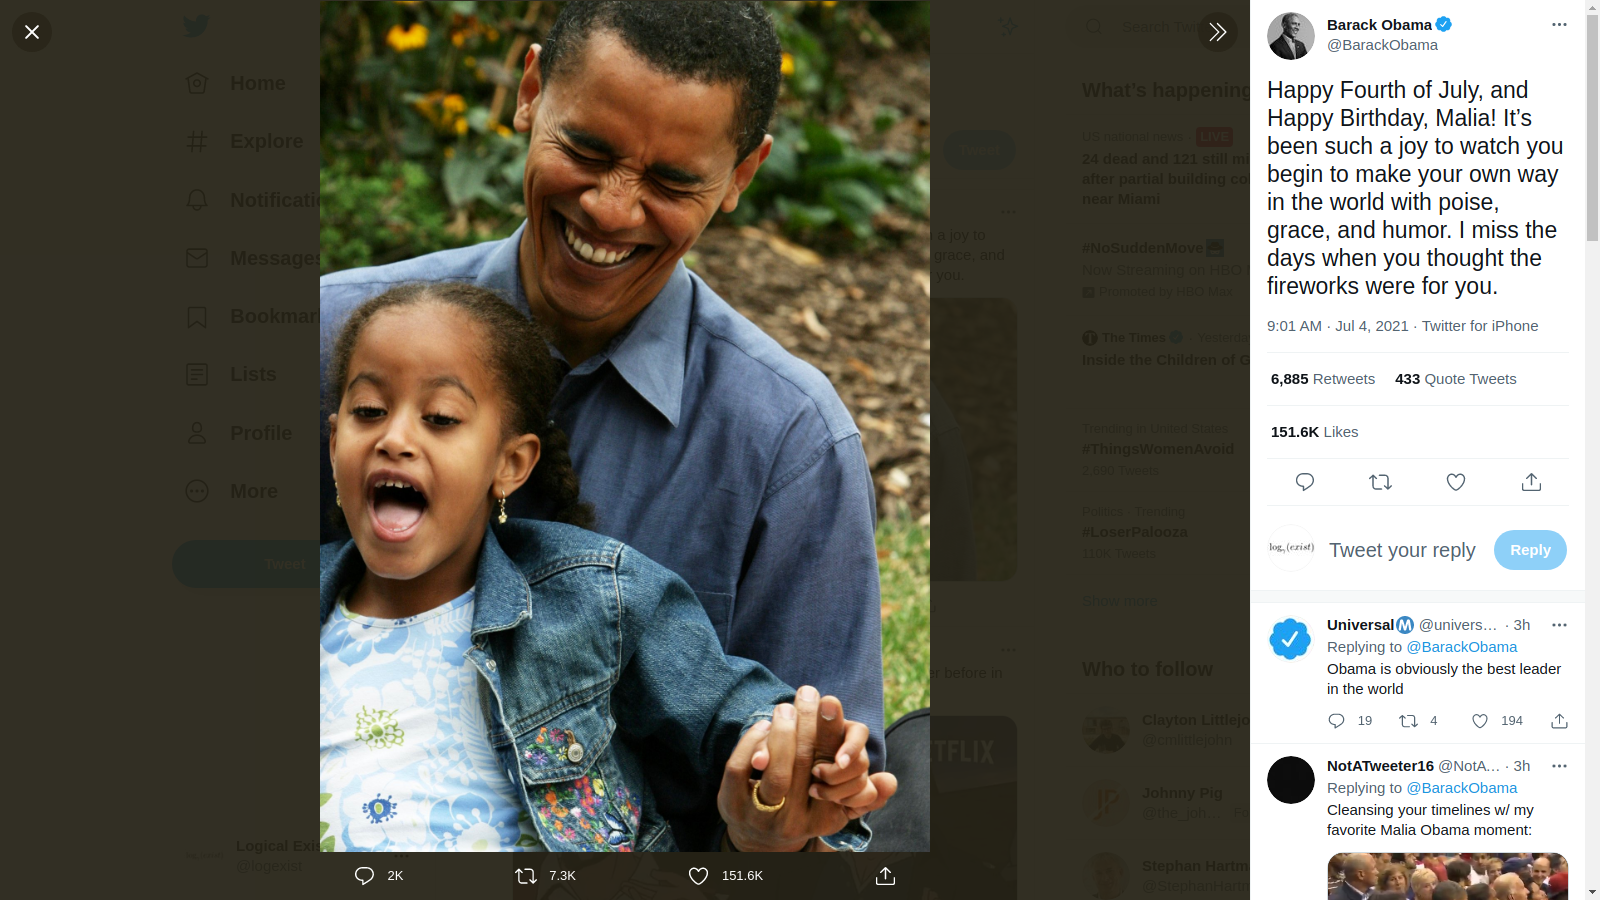 Home
Explore
Notificati
Messages
Bookmar
Lists
Profile
More
Tweet
Logical Exi
@logexist
Search Twi
What's happening
US national news
LIVE
24 dead and 121 still mi
after partial building co
near Miami
#NoSuddenMove
Now Streaming on HBO
Promoted by HBO Max
The Times · Yesterda
Inside the Children of G
Trending in United States
#ThingsWomenAvoid
2,690 Tweets
Politics · Trending
#LoserPalooza
110K Tweets
Show more
Who to follow
Clayton Littlejo
@cmlittlejohn
Johnny Pig
@the_joh...
Stephan Hartm
@StephanHartm
a joy to
grace, and
you.
er before in
ETFLIX
2K
7.3K
151.6K
Barack Obama
@BarackObama
Happy Fourth of July, and
Happy Birthday, Malia! It’s
been such a joy to watch you
begin to make your own way
in the world with poise,
grace, and humor. I miss the
days when you thought the
fireworks were for you.
9:01 AM · Jul 4, 2021 · Twitter for iPhone
6,885 Retweets 433 Quote Tweets
151.6K Likes
log,(exist)
Tweet your reply
Reply
Universal M @univers... · 3h
Replying to @BarackObama
Obama is obviously the best leader
in the world
19 4 194
NotATweeter16 @NotA... · 3h
Replying to @BarackObama
Cleansing your timelines w/ my
favorite Malia Obama moment: